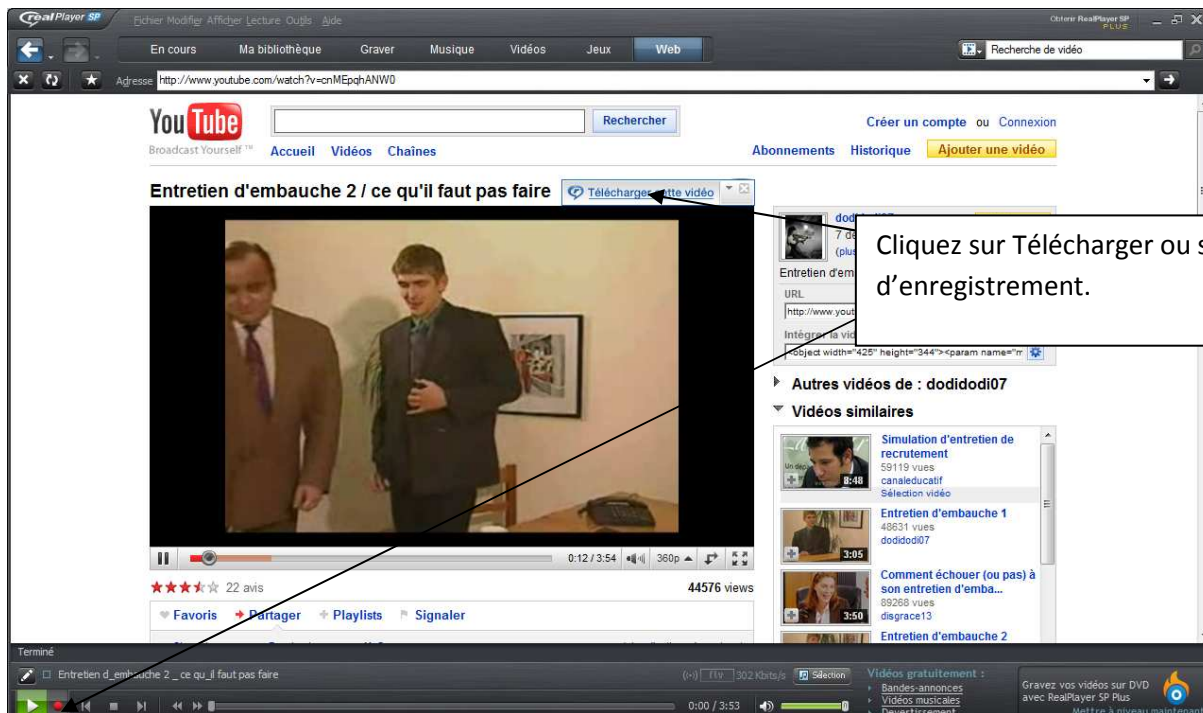 RealPlayer SP
Fichier Modifier Afficher Lecture Outils Aide
Obtenir RealPlayer SP
PLUS
En cours Ma bibliothèque Graver Musique Vidéos Jeux Web
Recherche de vidéo
Adresse http://www.youtube.com/watch?v=cnMEpqhANW0
YouTube
Broadcast Yourself ™
Rechercher
Créer un compte ou Connexion
Accueil Vidéos Chaînes
Abonnements Historique Ajouter une vidéo
Entretien d'embauche 2 / ce qu'il faut pas faire
Télécharger cette vidéo
7
(plus
Entretien d'em
URL
http://www.yout
Intégrer la vid
<object width="425" height="344"><param name="m
Cliquez sur Télécharger ou s
d’enregistrement.
Autres vidéos de : dodidodi07
Vidéos similaires
Simulation d'entretien de
recrutement
59119 vues
canaleducatif
Sélection vidéo
8:48
Entretien d'embauche 1
48631 vues
dodidodi07
3:05
Comment échouer (ou pas) à
son entretien d'emba...
89268 vues
disgrace13
3:50
Entretien d'embauche 2
0:12 / 3:54 360p
22 avis
44576 views
Favoris Partager Playlists Signaler
Terminé
Entretien d_embauche 2 _ ce qu_il faut pas faire
flv 302 Kbits/s Sélection
0:00 / 3:53
Vidéos gratuitement :
Bandes-annonces
Vidéos musicales
Devertissement
Gravez vos vidéos sur DVD
avec RealPlayer SP Plus
Mettre à niveau maintenant